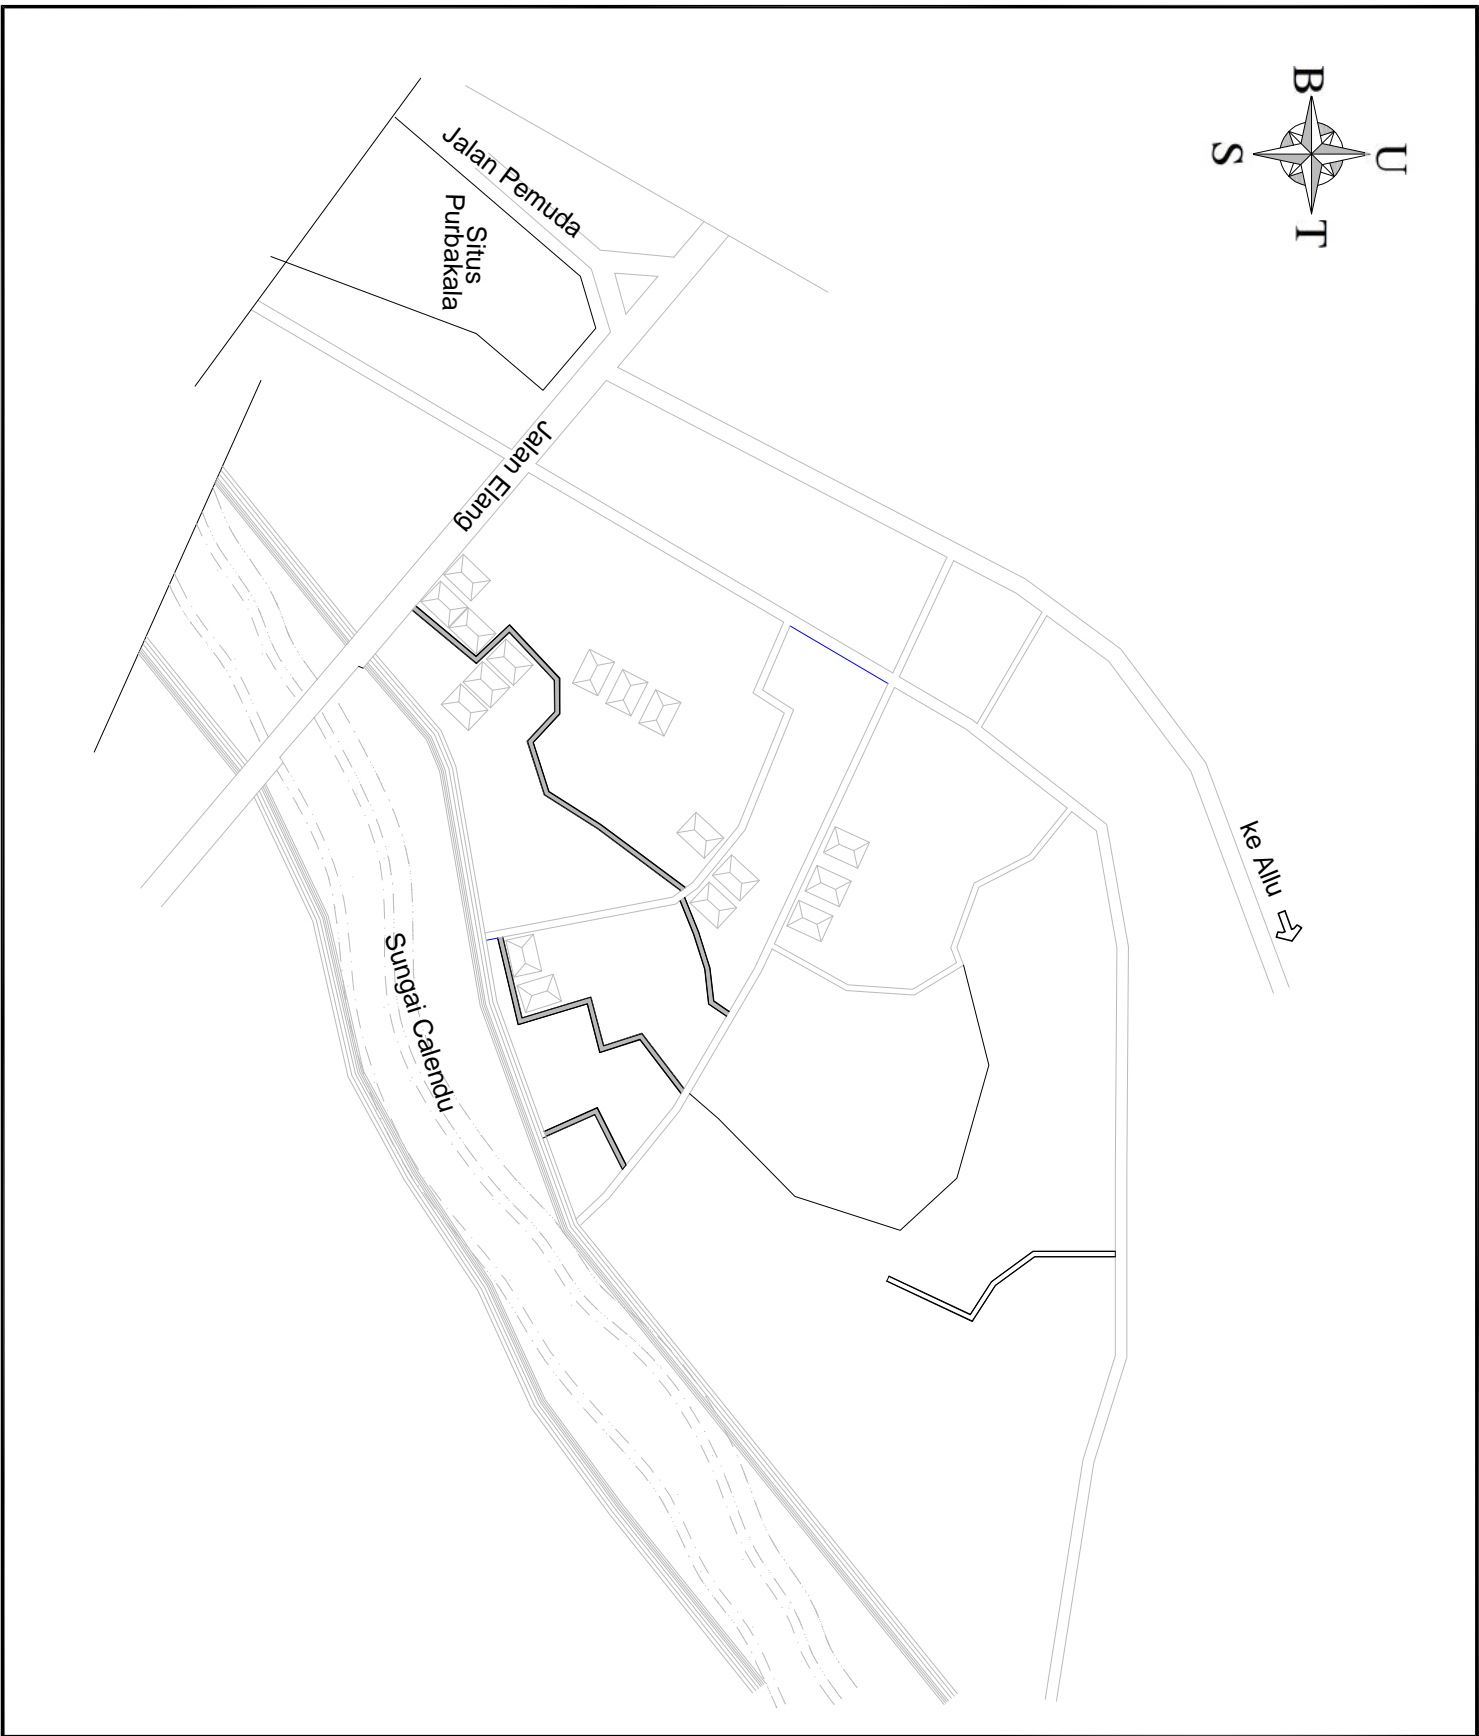 B
U
S
T
Jalan Pemuda
Situs
Purbakala
Jalan Elang
ke Allu
Sungai Calendu